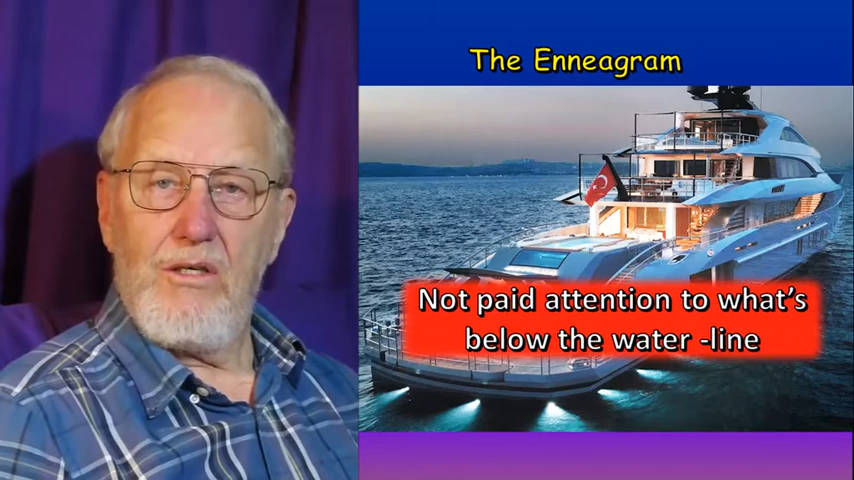 The Enneagram
Not paid attention to what's
below the water -line